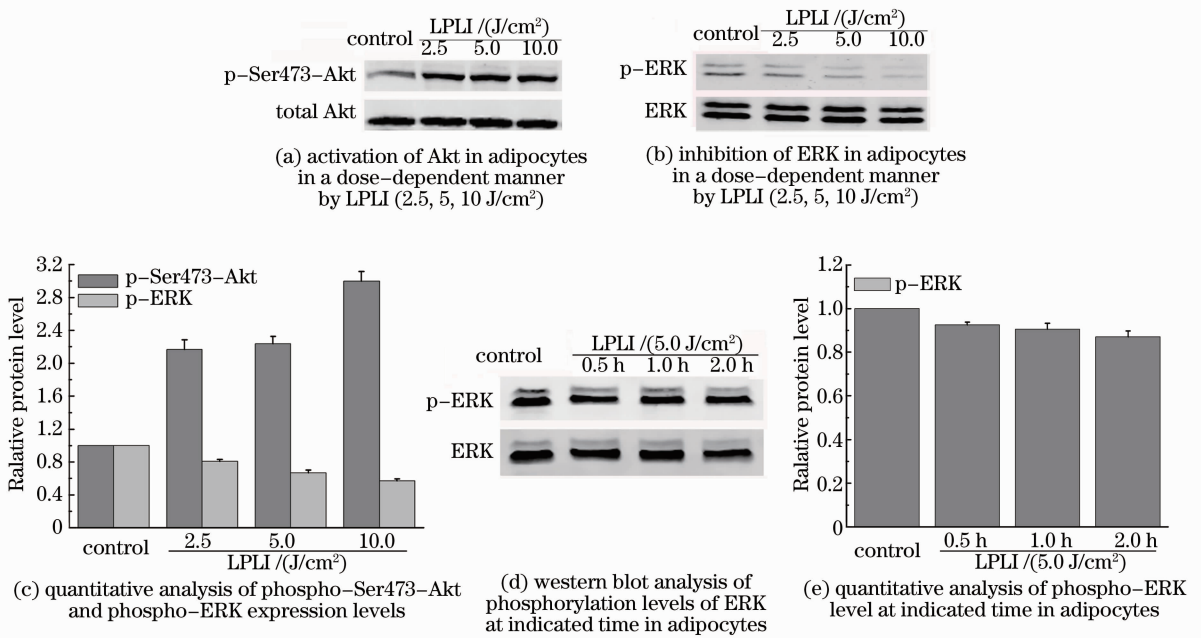 LPLI /(J/cm²)
control
2.5 5.0 10.0
p-Ser473-Akt
total Akt
(a) activation of Akt in adipocytes
in a dose-dependent manner
by LPLI (2.5, 5, 10 J/cm²)
LPLI /(J/cm²)
control
2.5 5.0 10.0
p-ERK
ERK
(b) inhibition of ERK in adipocytes
in a dose-dependent manner
by LPLI (2.5, 5, 10 J/cm²)
Ralative protein level
3.2
2.8
2.4
2.0
1.6
1.2
0.8
0.4
0
p-Ser473-Akt
p-ERK
control 2.5 5.0 10.0
LPLI /(J/cm²)
(c) quantitative analysis of phospho-Ser473-Akt
and phospho-ERK expression levels
LPLI /(5.0 J/cm²)
control
0.5 h 1.0 h 2.0 h
p-ERK
ERK
(d) western blot analysis of
phosphorylation levels of ERK
at indicated time in adipocytes
Ralative protein level
1.2
1.0
0.8
0.6
0.4
0.2
0
p-ERK
control 0.5 h 1.0 h 2.0 h
LPLI /(5.0 J/cm²)
(e) quantitative analysis of phospho-ERK
level at indicated time in adipocytes